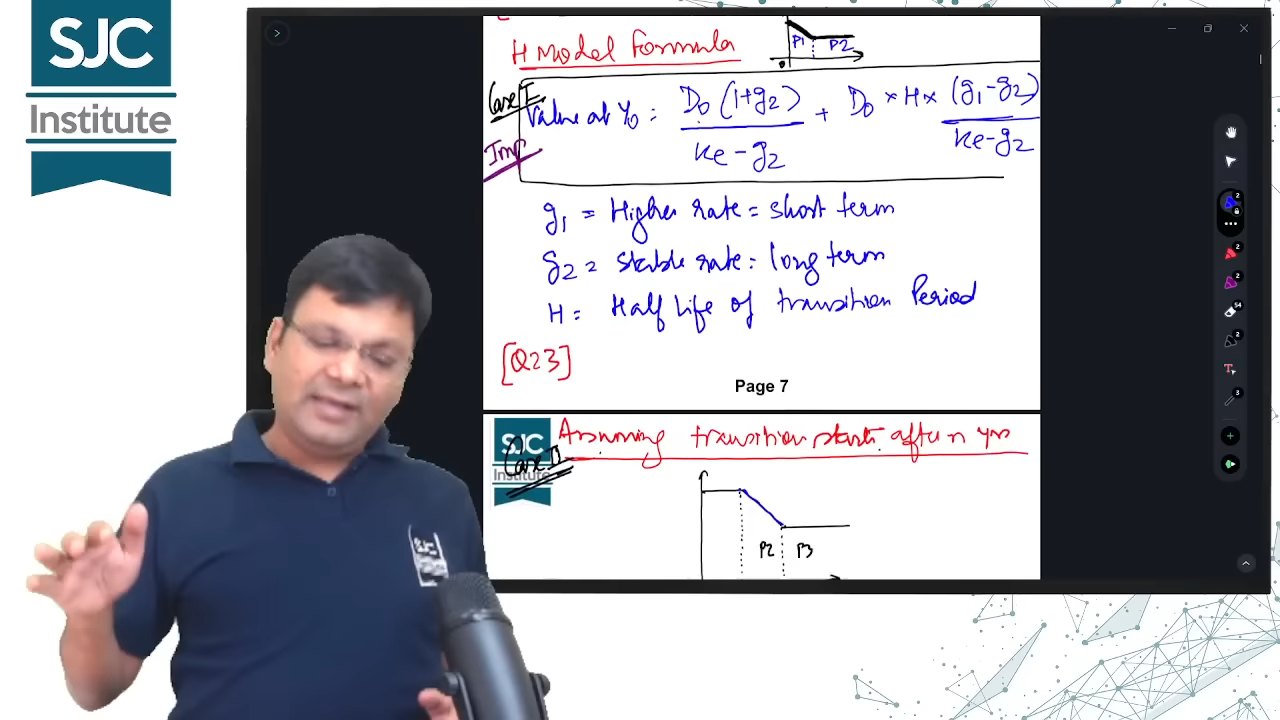 SJC
Institute
H Model Formula
P1 P2
Case I
Value at Y0 = D0 (1+g2) / ke - g2 + D0 × H × (g1-g2) / ke-g2
Imp
g1 = Higher rate = short term
g2 = stable rate = long term
H = Half Life of transition Period
[Q23]
Page 7
SJC
Institute
Assuming transition starts after n yrs
Case II
P2 P3
SJC